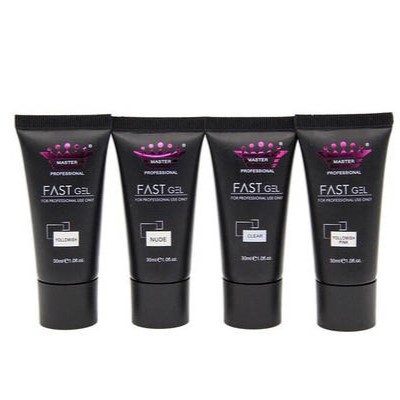 MASTER
PROFESSIONAL
FAST GEL
FOR PROFESSIONAL USE ONLY
YOLLOWISH
30ml℮1.0fl.oz.
MASTER
PROFESSIONAL
FAST GEL
FOR PROFESSIONAL USE ONLY
NUDE
30ml℮1.0fl.oz.
MASTER
PROFESSIONAL
FAST GEL
FOR PROFESSIONAL USE ONLY
CLEAR
30ml℮1.0fl.oz.
MASTER
PROFESSIONAL
FAST GEL
FOR PROFESSIONAL USE ONLY
YOLLOWISH
PINK
30ml℮1.0fl.oz.